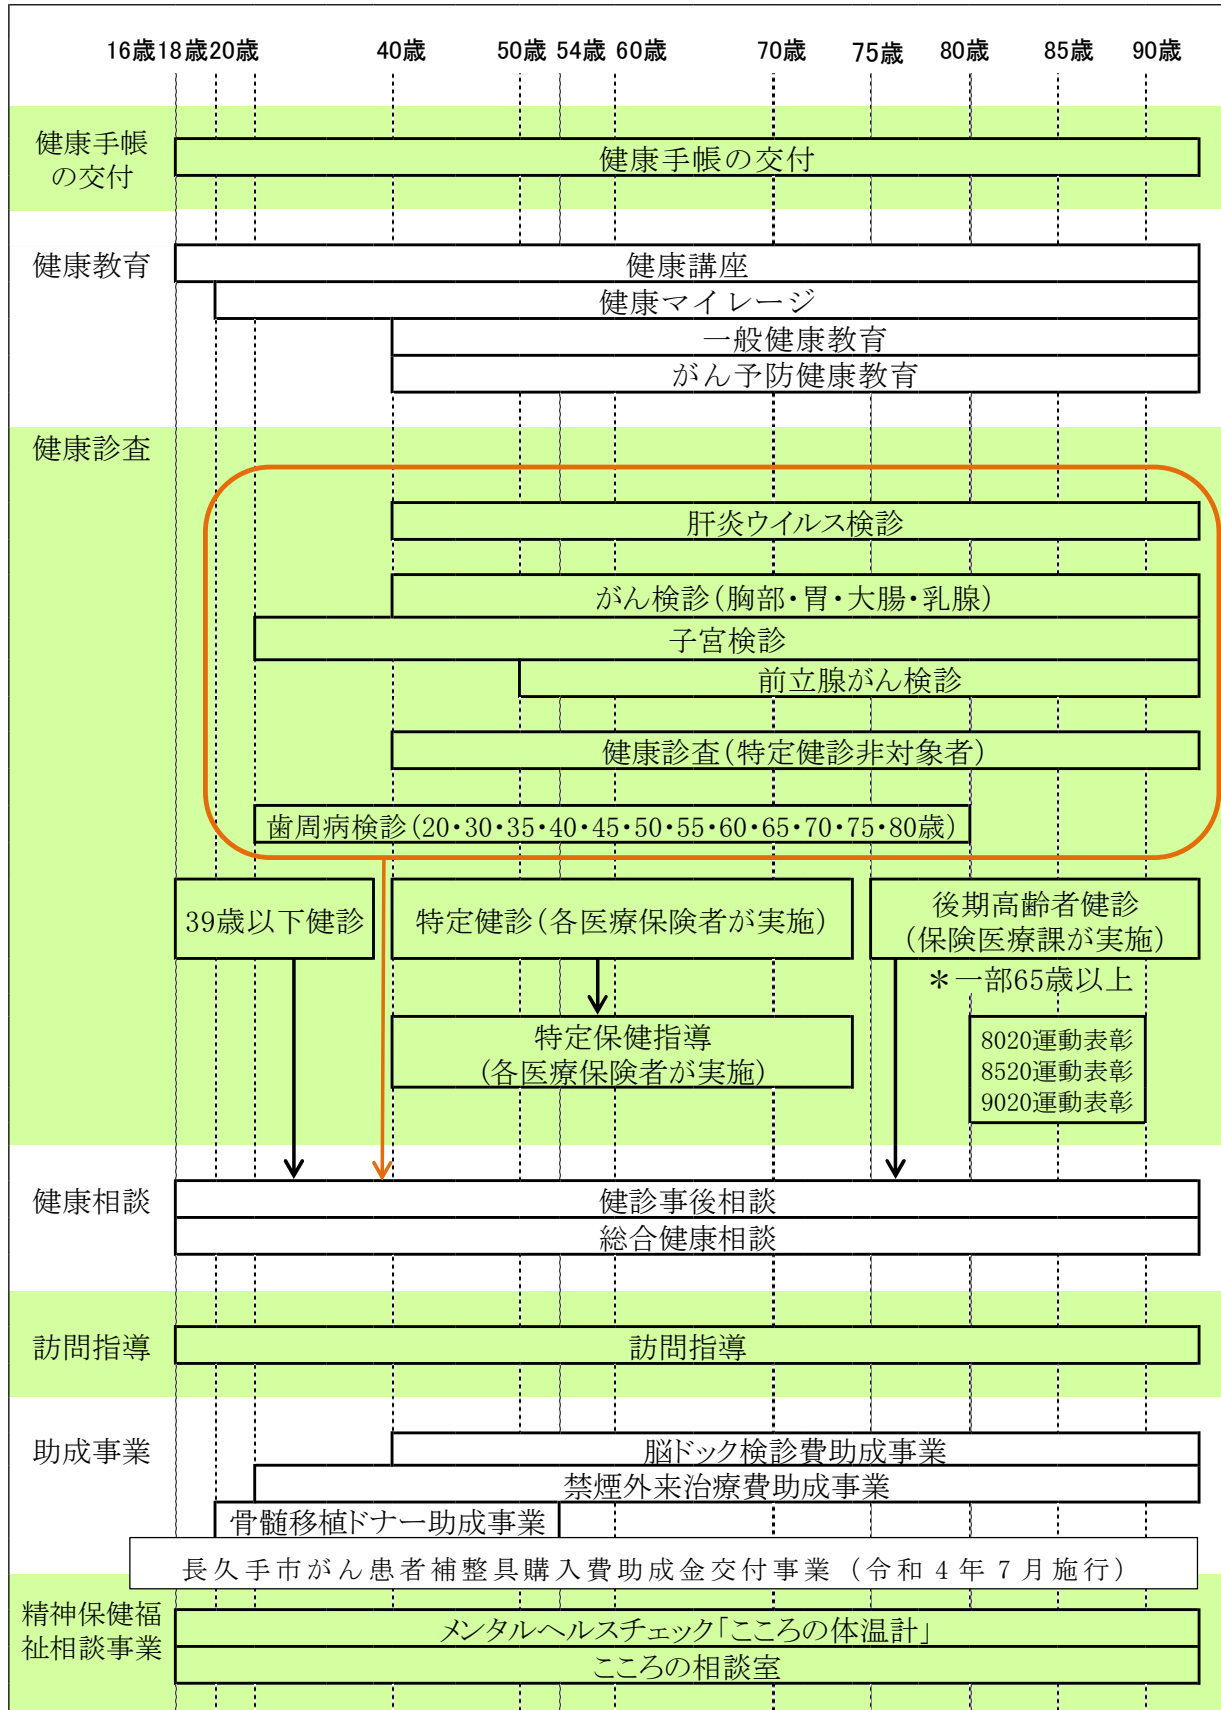 16歳18歳20歳 40歳 50歳 54歳 60歳 70歳 75歳 80歳 85歳 90歳
健康手帳
の交付
健康手帳の交付
健康教育
健康講座
健康マイレージ
一般健康教育
がん予防健康教育
健康診査
肝炎ウイルス検診
がん検診(胸部・胃・大腸・乳腺)
子宮検診
前立腺がん検診
健康診査(特定健診非対象者)
歯周病検診(20・30・35・40・45・50・55・60・65・70・75・80歳)
39歳以下健診
特定健診(各医療保険者が実施)
後期高齢者健診
(保険医療課が実施)
＊一部65歳以上
特定保健指導
(各医療保険者が実施)
8020運動表彰
8520運動表彰
9020運動表彰
健康相談
健診事後相談
総合健康相談
訪問指導
訪問指導
助成事業
脳ドック検診費助成事業
禁煙外来治療費助成事業
骨髄移植ドナー助成事業
長久手市がん患者補整具購入費助成金交付事業（令和４年７月施行）
精神保健福
祉相談事業
メンタルヘルスチェック「こころの体温計」
こころの相談室